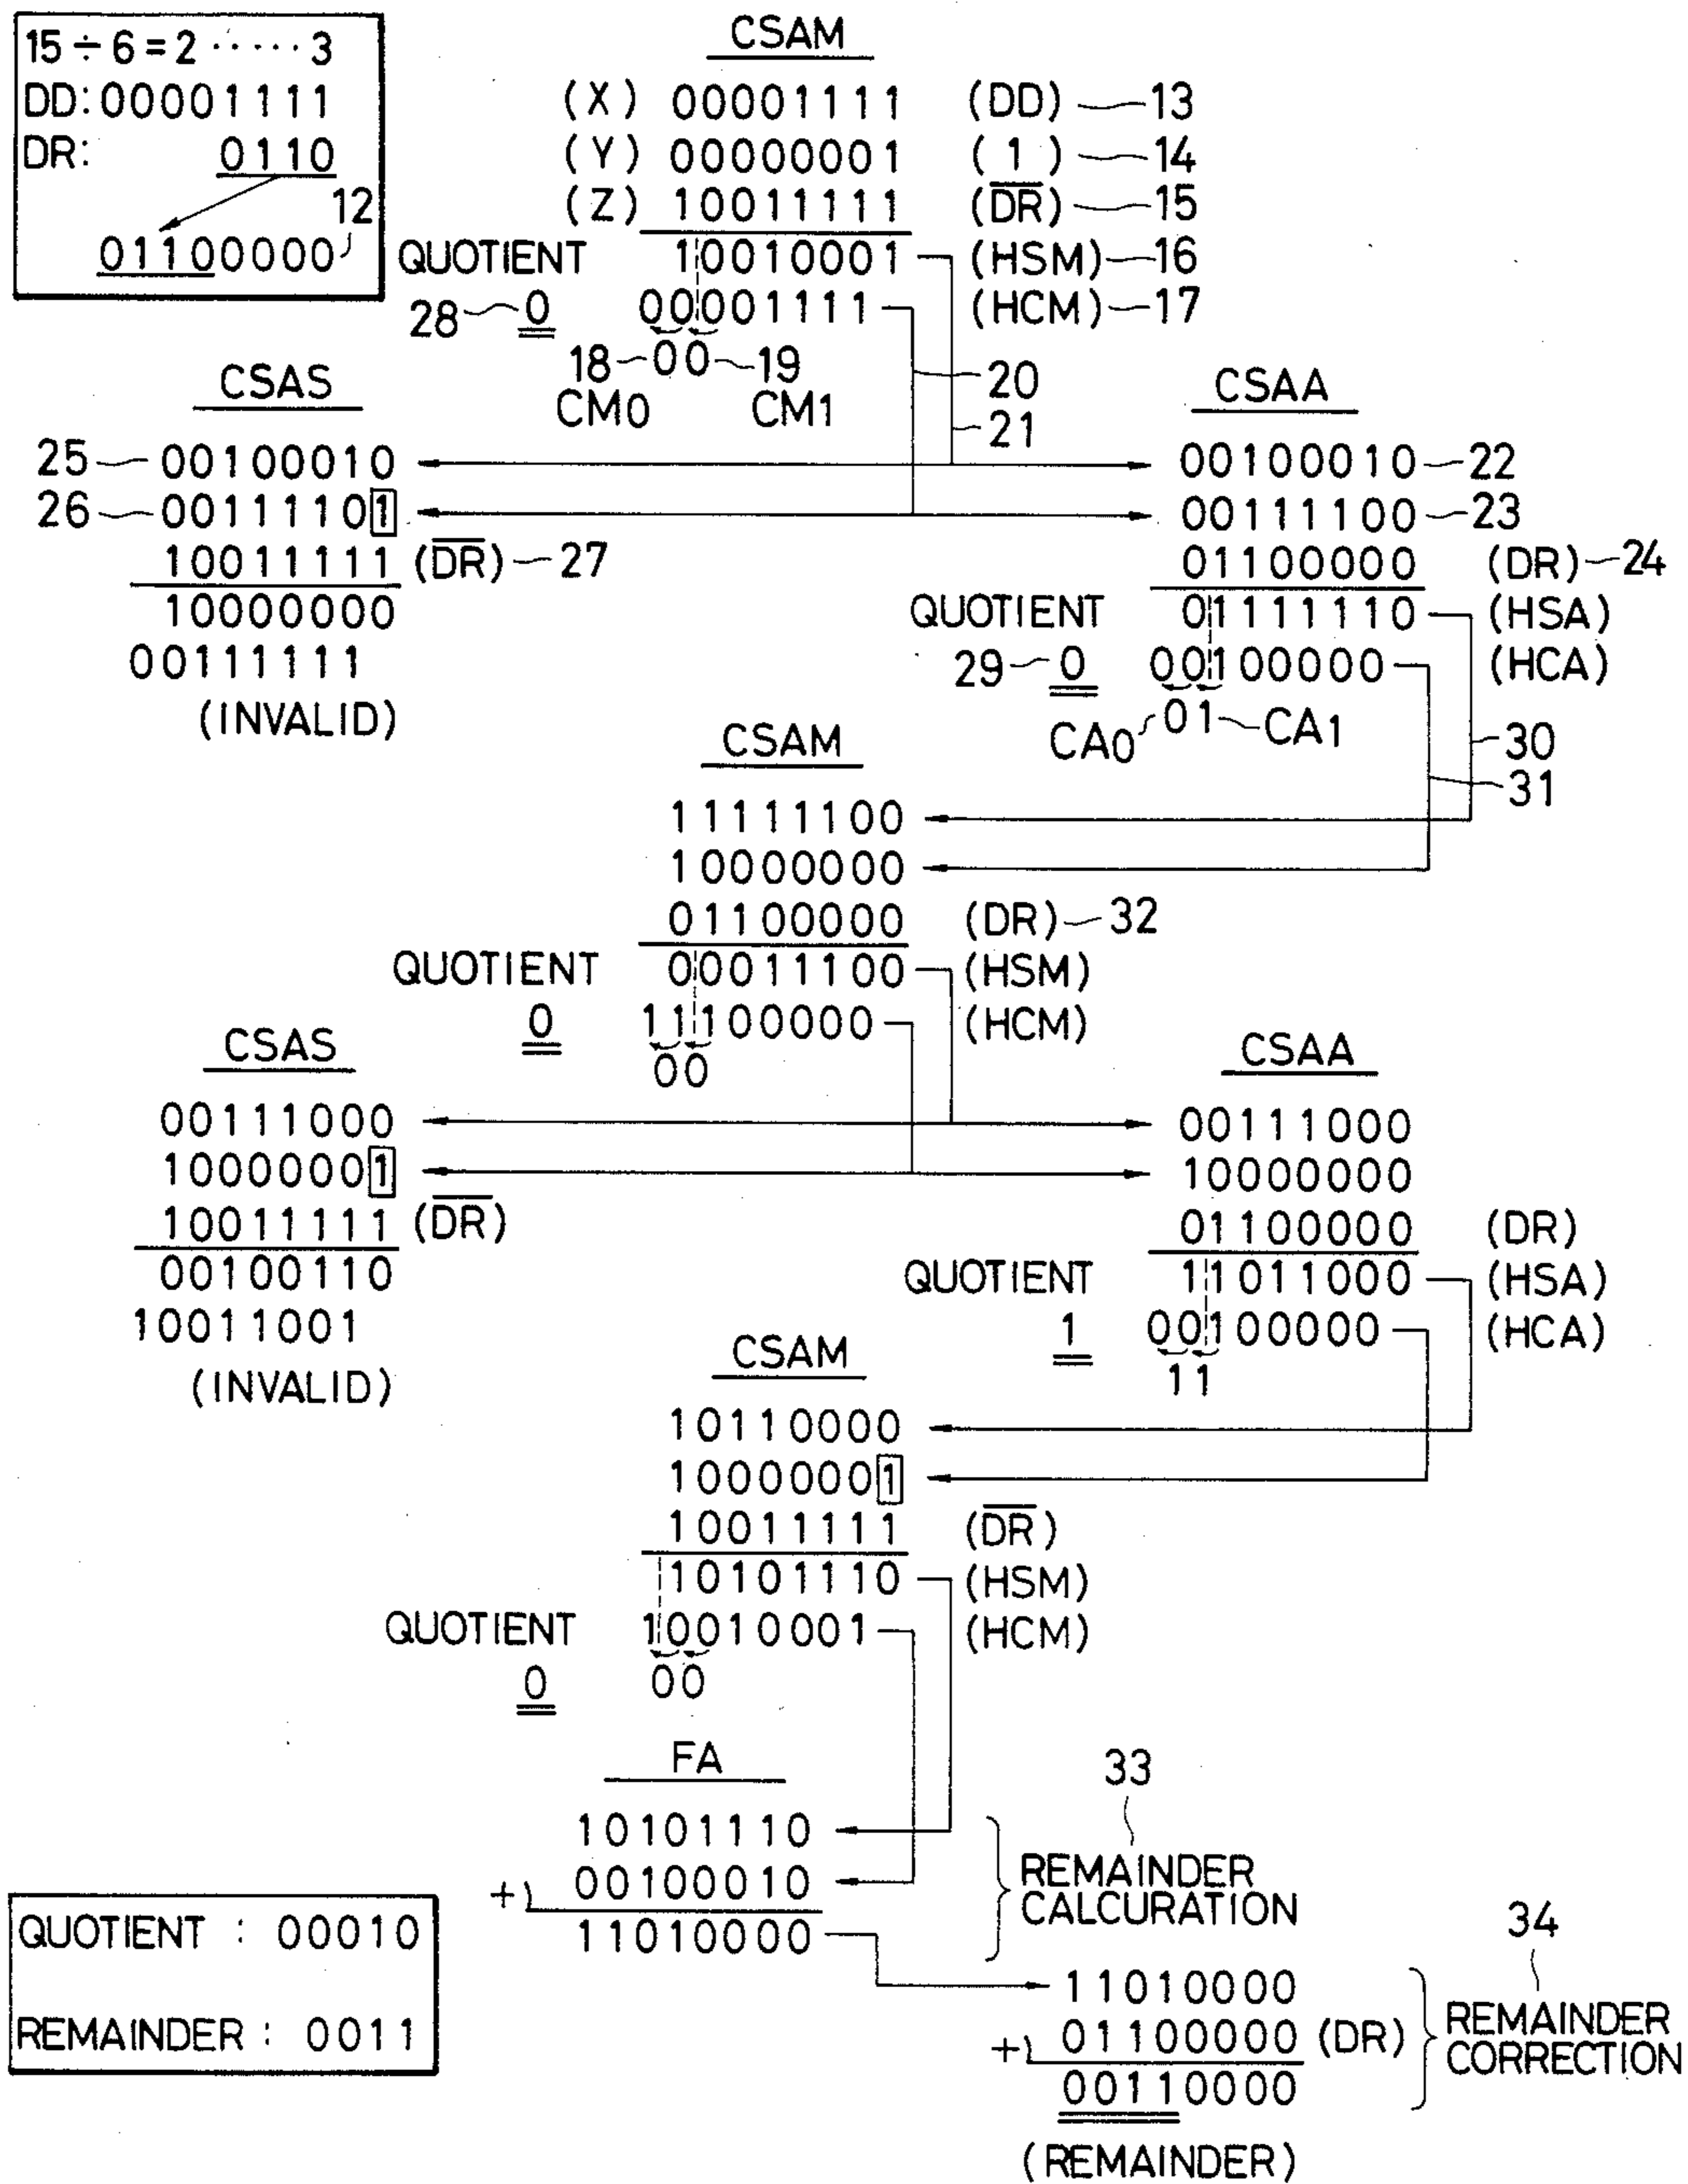 15 ÷ 6 = 2 ····· 3
DD: 00001111
DR: 0110
12
01100000
CSAM
(X) 00001111 (DD) 13
(Y) 00000001 (1) 14
(Z) 10011111 (D̅R̅) 15
QUOTIENT 10010001 (HSM) 16
28 0 00001111 (HCM) 17
18 00 19
CM0 CM1
20
21
CSAS
25 00100010
26 00111101
10011111 (D̅R̅) 27
10000000
00111111
(INVALID)
CSAA
00100010 22
00111100 23
01100000 (DR) 24
QUOTIENT 01111110 (HSA)
29 0 00100000 (HCA)
CA0 01 CA1
30
31
CSAM
11111100
10000000
01100000 (DR) 32
QUOTIENT 00011100 (HSM)
0 11100000 (HCM)
00
CSAS
00111000
10000001
10011111 (D̅R̅)
00100110
10011001
(INVALID)
CSAA
00111000
10000000
01100000 (DR)
QUOTIENT 11011000 (HSA)
1 00100000 (HCA)
11
CSAM
10110000
10000001
10011111 (D̅R̅)
10101110 (HSM)
QUOTIENT 10010001 (HCM)
0 00
FA
10101110
+) 00100010
11010000
33
REMAINDER
CALCURATION
34
11010000
+) 01100000 (DR)
00110000
(REMAINDER)
REMAINDER
CORRECTION
QUOTIENT : 00010
REMAINDER : 0011